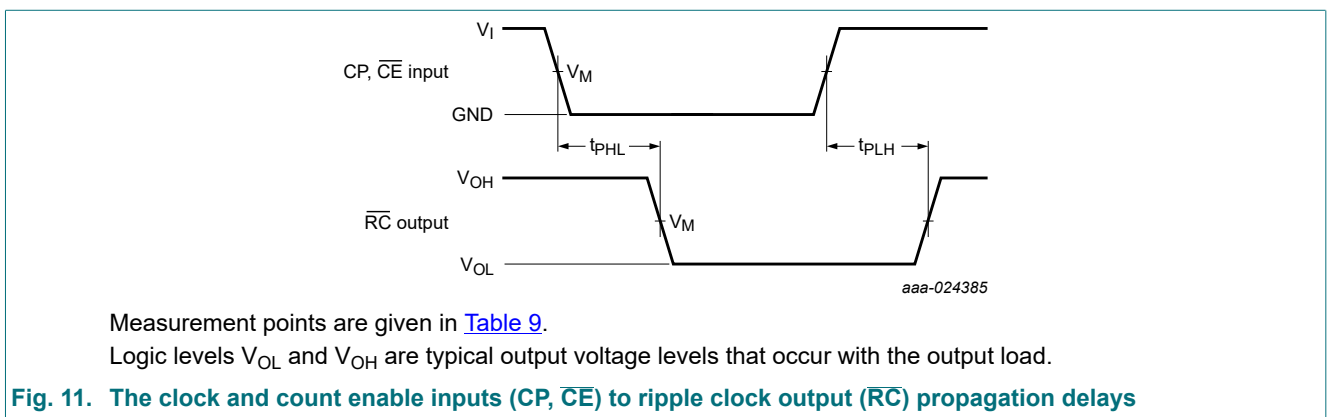 V_I
CP, C̅E̅ input
V_M
GND
t_PHL
t_PLH
V_OH
R̅C̅ output
V_M
V_OL
aaa-024385
Measurement points are given in Table 9.
Logic levels V_OL and V_OH are typical output voltage levels that occur with the output load.
Fig. 11. The clock and count enable inputs (CP, C̅E̅) to ripple clock output (R̅C̅) propagation delays